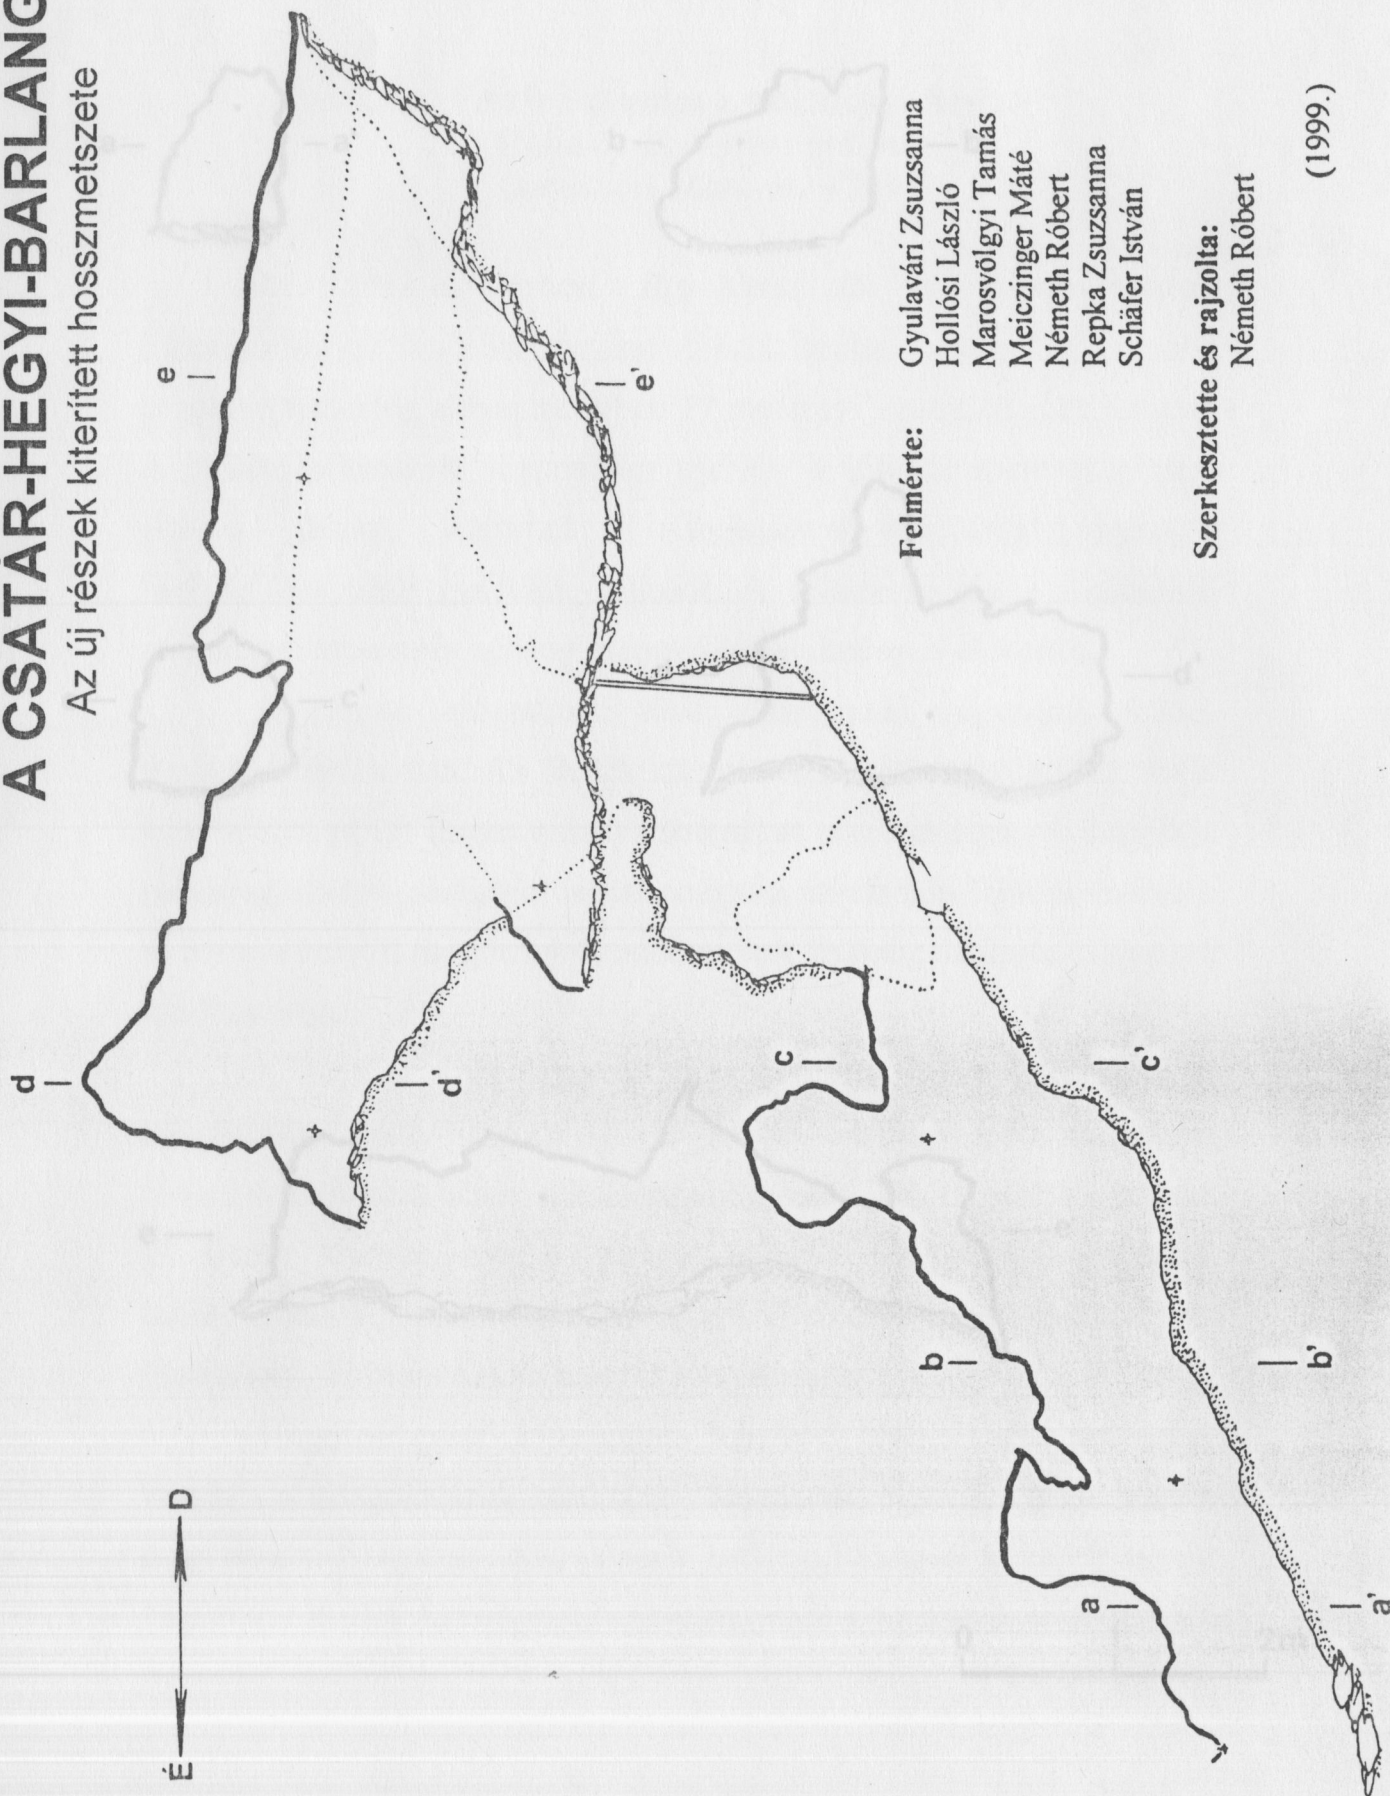 A CSATÁR-HEGYI-BARLANG
Az új részek kiterített hosszmetszete
É D
d
d'
e
e'
c
c'
b
b'
a
a'
Felmérte: Gyulavári Zsuzsanna
Hollósi László
Marosvölgyi Tamás
Meiczinger Máté
Németh Róbert
Repka Zsuzsanna
Schäfer István
Szerkesztette és rajzolta:
Németh Róbert
(1999.)